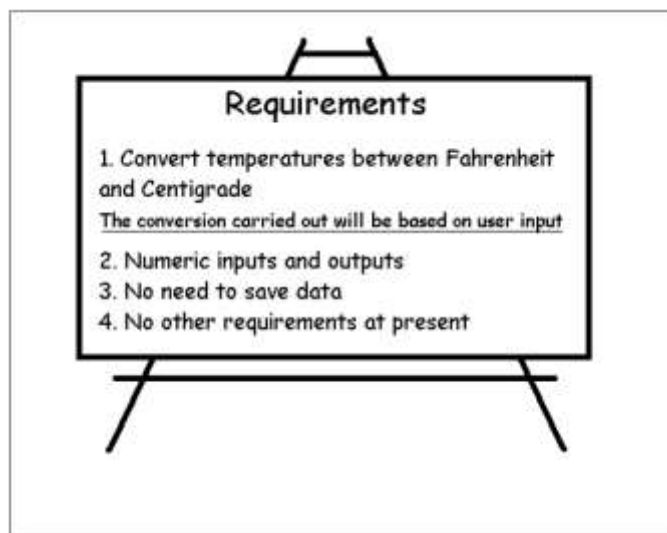 Requirements
1. Convert temperatures between Fahrenheit
and Centigrade
The conversion carried out will be based on user input
2. Numeric inputs and outputs
3. No need to save data
4. No other requirements at present